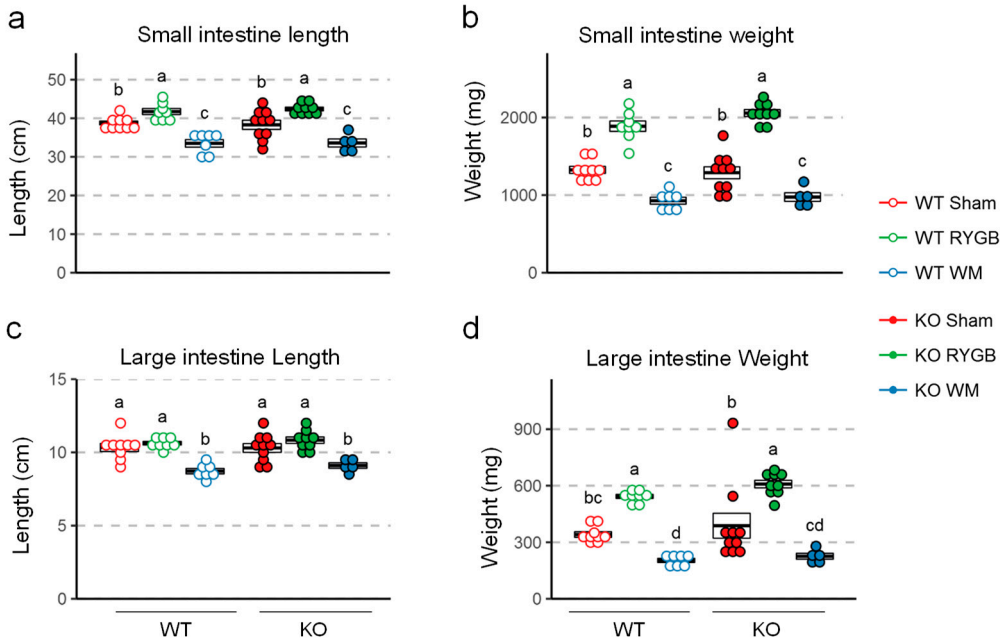 a
Small intestine length
Length (cm)
50
40
30
20
10
0
b
a
c
b
a
c
b
Small intestine weight
Weight (mg)
2000
1000
0
b
a
c
b
a
c
WT Sham
WT RYGB
WT WM
KO Sham
KO RYGB
KO WM
c
Large intestine Length
Length (cm)
15
10
5
0
a
a
b
a
a
b
WT
KO
d
Large intestine Weight
Weight (mg)
900
600
300
0
bc
a
d
b
a
cd
WT
KO